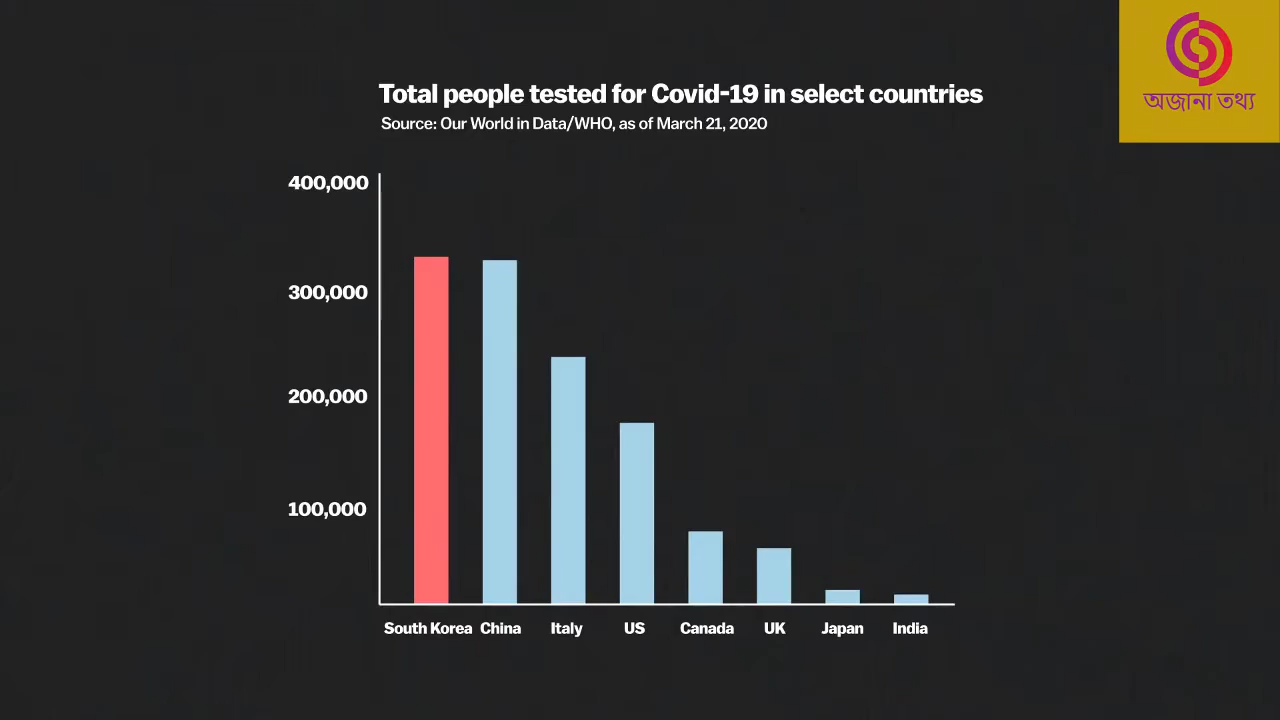 Total people tested for Covid-19 in select countries
Source: Our World in Data/WHO, as of March 21, 2020
অজানা তথ্য
400,000
300,000
200,000
100,000
South Korea China Italy US Canada UK Japan India